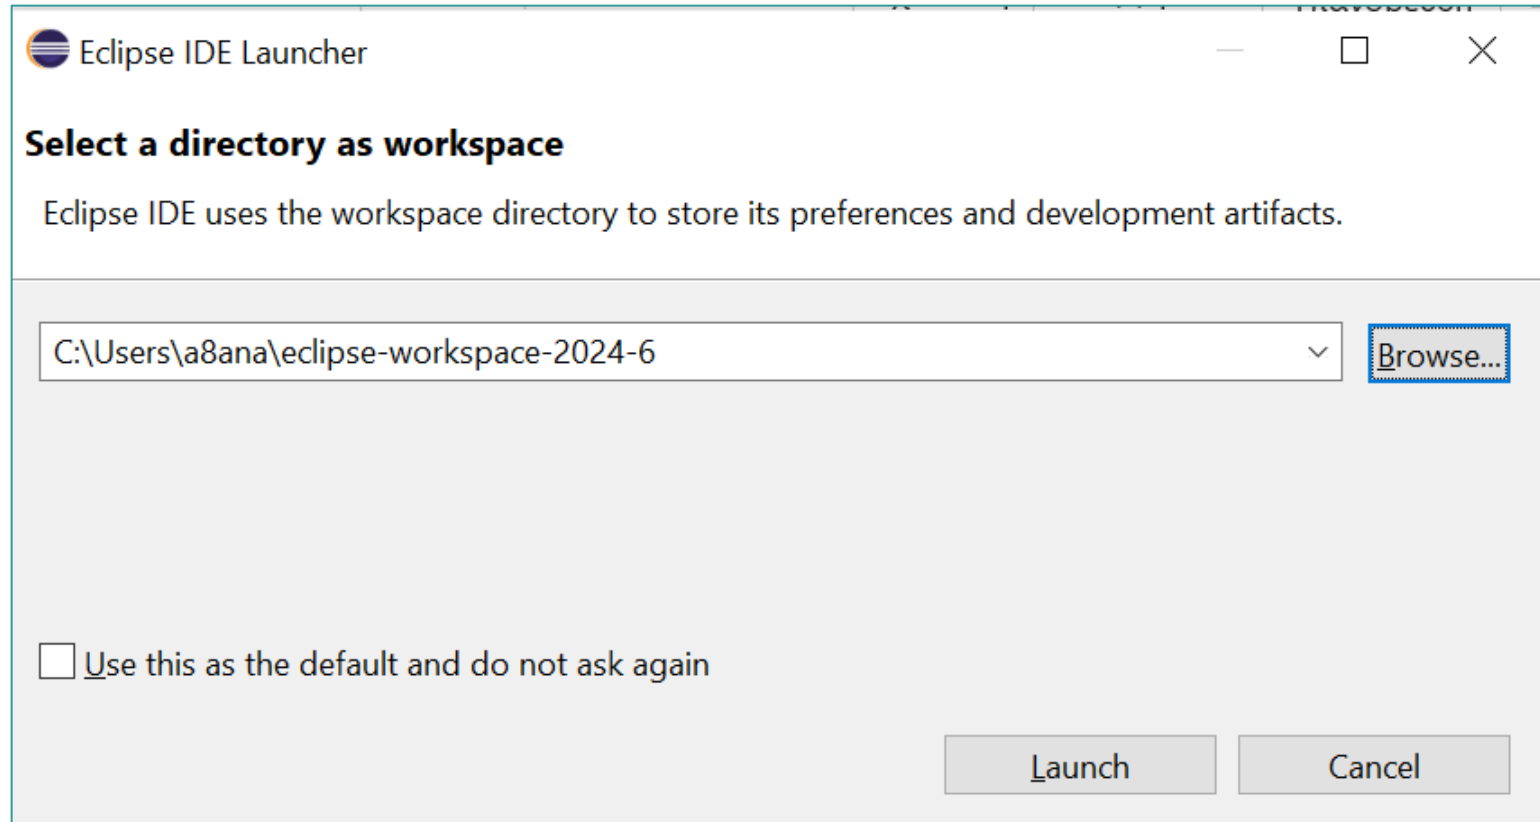 Eclipse IDE Launcher
Select a directory as workspace
Eclipse IDE uses the workspace directory to store its preferences and development artifacts.
C:\Users\a8ana\eclipse-workspace-2024-6
Browse...
Use this as the default and do not ask again
Launch
Cancel